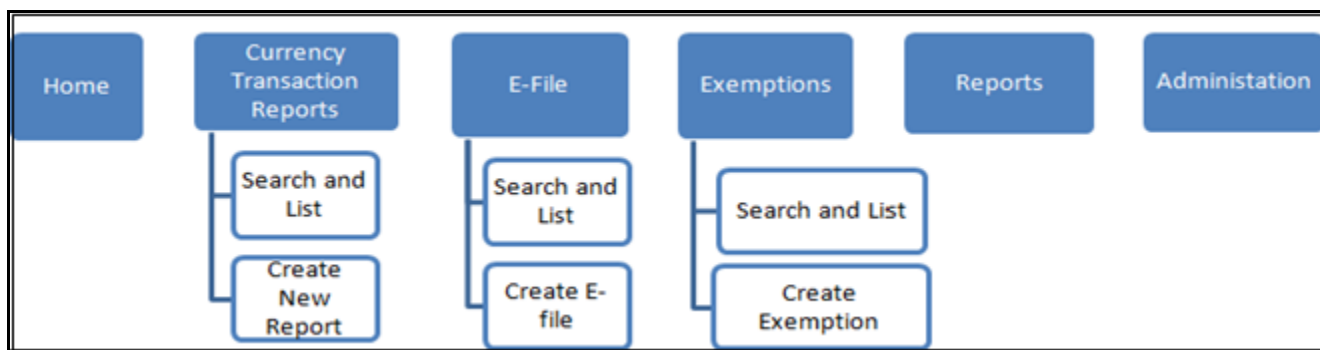 Home
Currency
Transaction
Reports
E-File
Exemptions
Reports
Administation
Search and
List
Create
New
Report
Search and
List
Create E-
file
Search and List
Create
Exemption